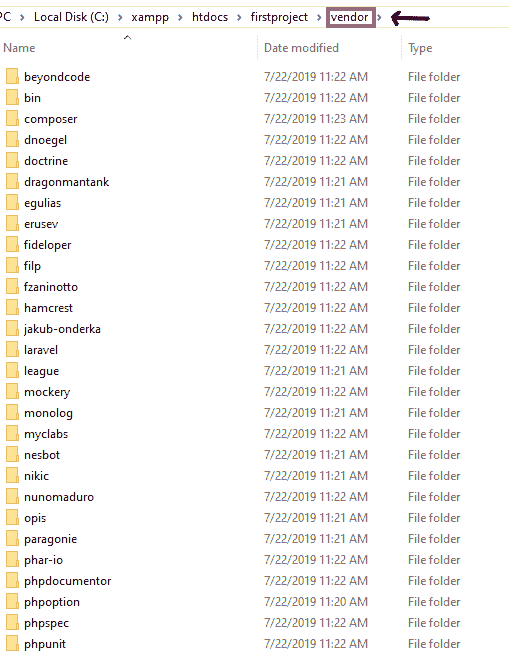 PC > Local Disk (C:) > xampp > htdocs > firstproject > vendor >
Name Date modified Type
beyondcode 7/22/2019 11:22 AM File folder
bin 7/22/2019 11:22 AM File folder
composer 7/22/2019 11:23 AM File folder
dnoegel 7/22/2019 11:22 AM File folder
doctrine 7/22/2019 11:22 AM File folder
dragonmantank 7/22/2019 11:21 AM File folder
egulias 7/22/2019 11:21 AM File folder
erusev 7/22/2019 11:21 AM File folder
fideloper 7/22/2019 11:22 AM File folder
filp 7/22/2019 11:22 AM File folder
fzaninotto 7/22/2019 11:22 AM File folder
hamcrest 7/22/2019 11:22 AM File folder
jakub-onderka 7/22/2019 11:22 AM File folder
laravel 7/22/2019 11:22 AM File folder
league 7/22/2019 11:21 AM File folder
mockery 7/22/2019 11:22 AM File folder
monolog 7/22/2019 11:21 AM File folder
myclabs 7/22/2019 11:22 AM File folder
nesbot 7/22/2019 11:21 AM File folder
nikic 7/22/2019 11:21 AM File folder
nunomaduro 7/22/2019 11:22 AM File folder
opis 7/22/2019 11:21 AM File folder
paragonie 7/22/2019 11:21 AM File folder
phar-io 7/22/2019 11:22 AM File folder
phpdocumentor 7/22/2019 11:22 AM File folder
phpoption 7/22/2019 11:20 AM File folder
phpspec 7/22/2019 11:22 AM File folder
phpunit 7/22/2019 11:22 AM File folder